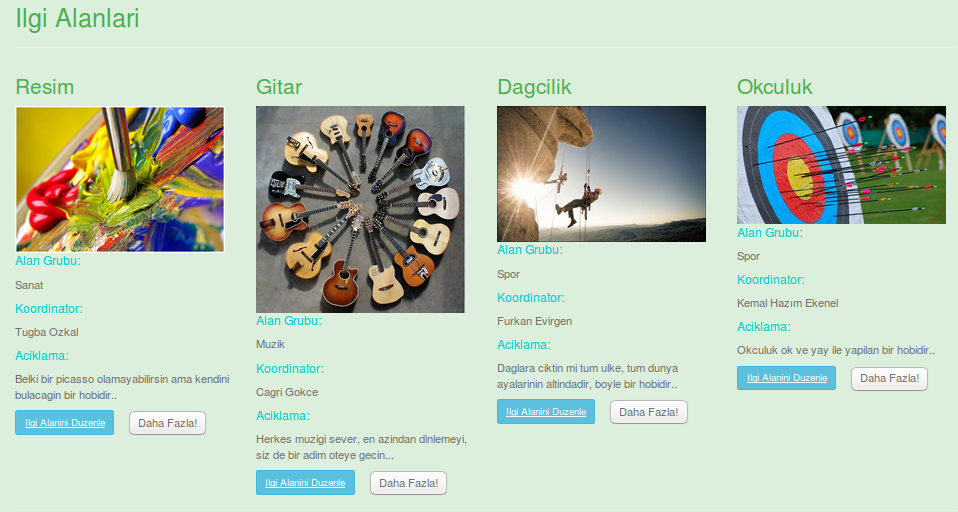 Ilgi Alanlari
Resim
Alan Grubu:
Sanat
Koordinator:
Tugba Ozkal
Aciklama:
Belki bir picasso olamayabilirsin ama kendini
bulacagin bir hobidir..
Ilgi Alanini Duzenle
Daha Fazla!
Gitar
Alan Grubu:
Muzik
Koordinator:
Cagri Gokce
Aciklama:
Herkes muzigi sever, en azindan dinlemeyi,
siz de bir adim oteye gecin...
Ilgi Alanini Duzenle
Daha Fazla!
Dagcilik
Alan Grubu:
Spor
Koordinator:
Furkan Evirgen
Aciklama:
Daglara ciktin mi tum ulke, tum dunya
ayalarinin altindadir, boyle bir hobidir..
Ilgi Alanini Duzenle
Daha Fazla!
Okculuk
Alan Grubu:
Spor
Koordinator:
Kemal Hazım Ekenel
Aciklama:
Okculuk ok ve yay ile yapilan bir hobidir..
Ilgi Alanini Duzenle
Daha Fazla!